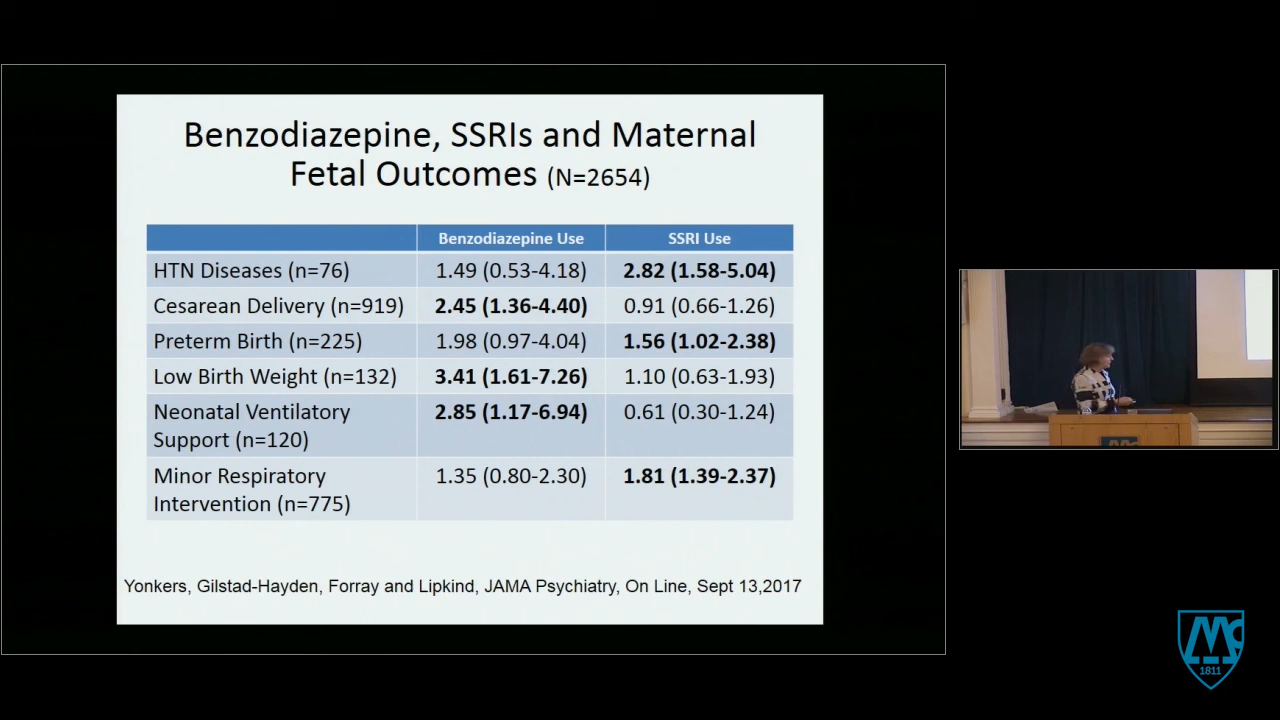 Benzodiazepine, SSRIs and Maternal
Fetal Outcomes (N=2654)
Benzodiazepine Use SSRI Use
HTN Diseases (n=76) 1.49 (0.53-4.18) 2.82 (1.58-5.04)
Cesarean Delivery (n=919) 2.45 (1.36-4.40) 0.91 (0.66-1.26)
Preterm Birth (n=225) 1.98 (0.97-4.04) 1.56 (1.02-2.38)
Low Birth Weight (n=132) 3.41 (1.61-7.26) 1.10 (0.63-1.93)
Neonatal Ventilatory 2.85 (1.17-6.94) 0.61 (0.30-1.24)
Support (n=120)
Minor Respiratory 1.35 (0.80-2.30) 1.81 (1.39-2.37)
Intervention (n=775)
Yonkers, Gilstad-Hayden, Forray and Lipkind, JAMA Psychiatry, On Line, Sept 13,2017
Mc
1811